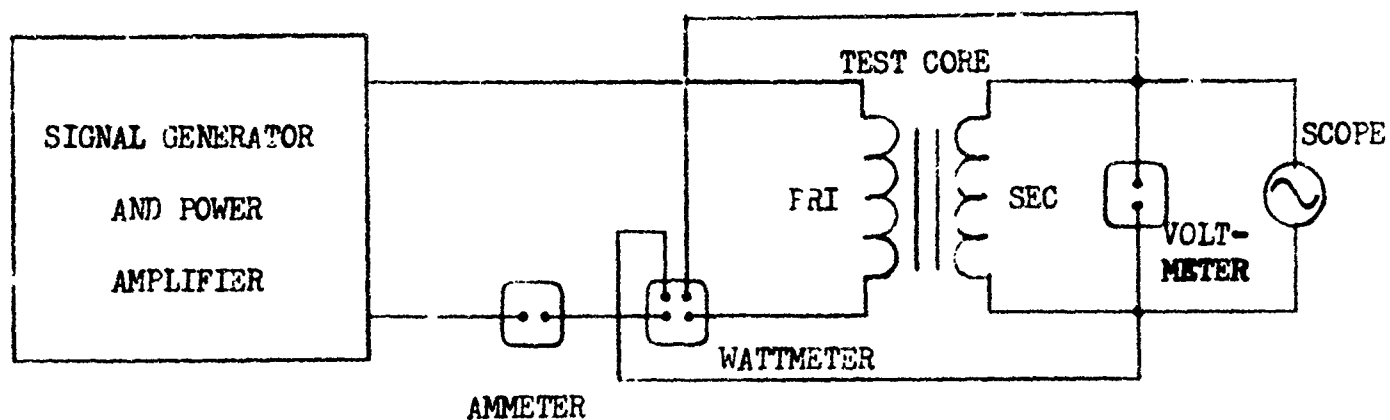 SIGNAL GENERATOR
AND POWER
AMPLIFIER
TEST CORE
PRI
SEC
SCOPE
VOLT-
METER
WATTMETER
AMMETER